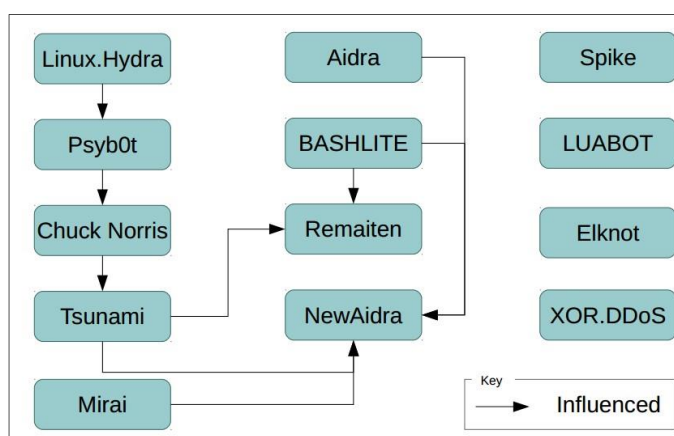 Linux.Hydra
Aidra
Spike
Psyb0t
BASHLITE
LUABOT
Chuck Norris
Remaiten
Elknot
Tsunami
NewAidra
XOR.DDoS
Mirai
Key
Influenced